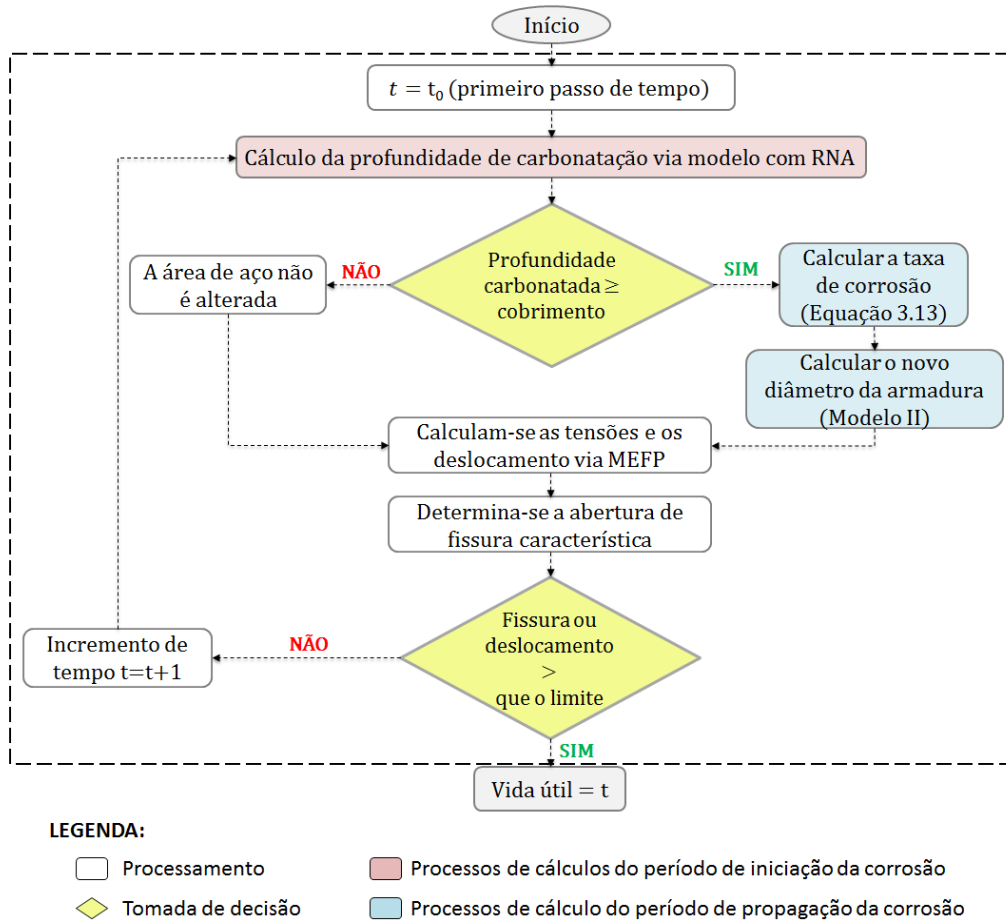 Início
t = t₀ (primeiro passo de tempo)
Cálculo da profundidade de carbonatação via modelo com RNA
Profundidade
carbonatada ≥
cobrimento
NÃO
SIM
A área de aço não
é alterada
Calcular a taxa
de corrosão
(Equação 3.13)
Calcular o novo
diâmetro da armadura
(Modelo II)
Calculam-se as tensões e os
deslocamento via MEFP
Determina-se a abertura de
fissura característica
Fissura ou
deslocamento
>
que o limite
NÃO
Incremento de
tempo t=t+1
SIM
Vida útil = t
LEGENDA:
Processamento
Processos de cálculos do período de iniciação da corrosão
Tomada de decisão
Processos de cálculo do período de propagação da corrosão